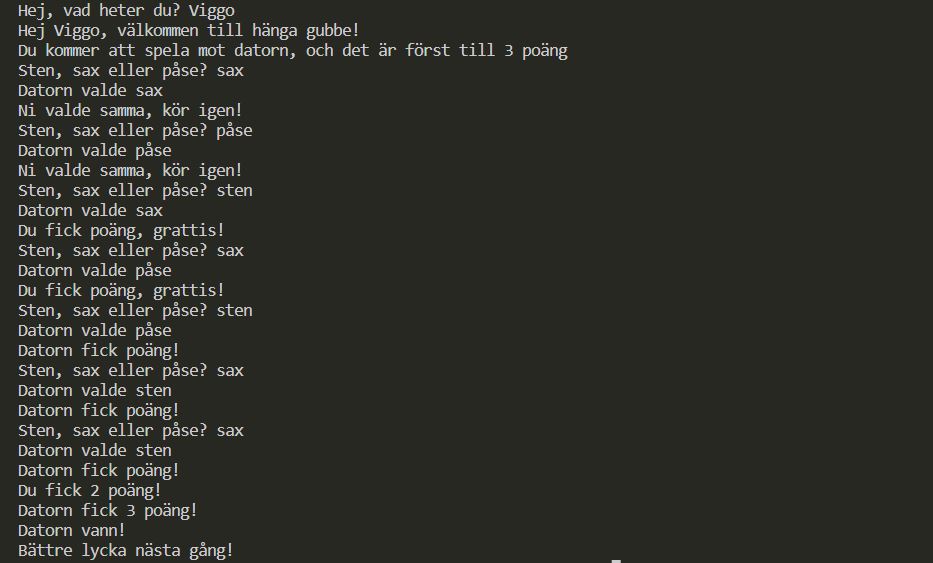 Hej, vad heter du? Viggo
Hej Viggo, välkommen till hänga gubbe!
Du kommer att spela mot datorn, och det är först till 3 poäng
Sten, sax eller påse? sax
Datorn valde sax
Ni valde samma, kör igen!
Sten, sax eller påse? påse
Datorn valde påse
Ni valde samma, kör igen!
Sten, sax eller påse? sten
Datorn valde sax
Du fick poäng, grattis!
Sten, sax eller påse? sax
Datorn valde påse
Du fick poäng, grattis!
Sten, sax eller påse? sten
Datorn valde påse
Datorn fick poäng!
Sten, sax eller påse? sax
Datorn valde sten
Datorn fick poäng!
Sten, sax eller påse? sax
Datorn valde sten
Datorn fick poäng!
Du fick 2 poäng!
Datorn fick 3 poäng!
Datorn vann!
Bättre lycka nästa gång!